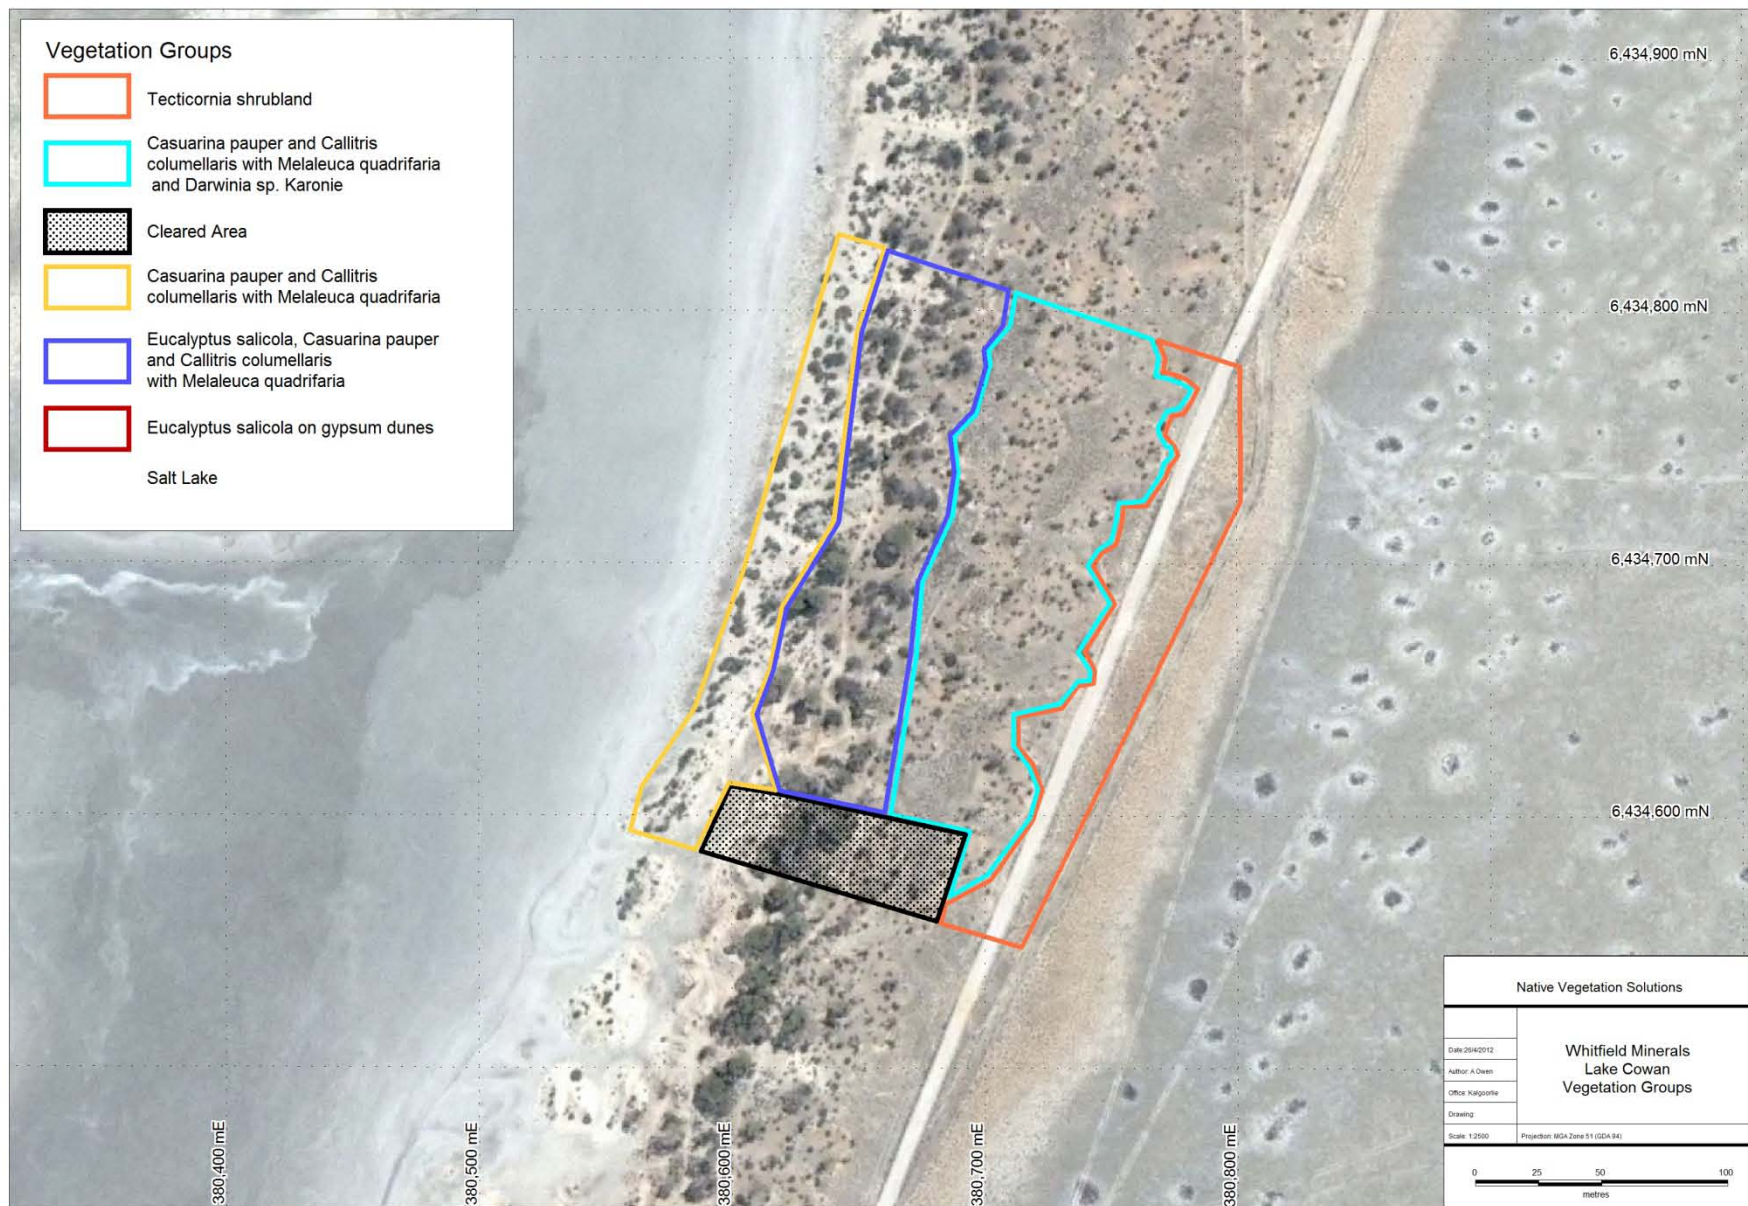 Vegetation Groups
Tecticornia shrubland
Casuarina pauper and Callitris
columellaris with Melaleuca quadrifaria
and Darwinia sp. Karonie
Cleared Area
Casuarina pauper and Callitris
columellaris with Melaleuca quadrifaria
Eucalyptus salicola, Casuarina pauper
and Callitris columellaris
with Melaleuca quadrifaria
Eucalyptus salicola on gypsum dunes
Salt Lake
6,434,900 mN
6,434,800 mN
6,434,700 mN
6,434,600 mN
380,400 mE
380,500 mE
380,600 mE
380,700 mE
380,800 mE
Native Vegetation Solutions
Date:26/4/2012
Author: A Owen
Office: Kalgoorlie
Drawing:
Scale: 1:2500
Whitfield Minerals
Lake Cowan
Vegetation Groups
Projection: MGA Zone 51 (GDA 94)
0 25 50 100
metres